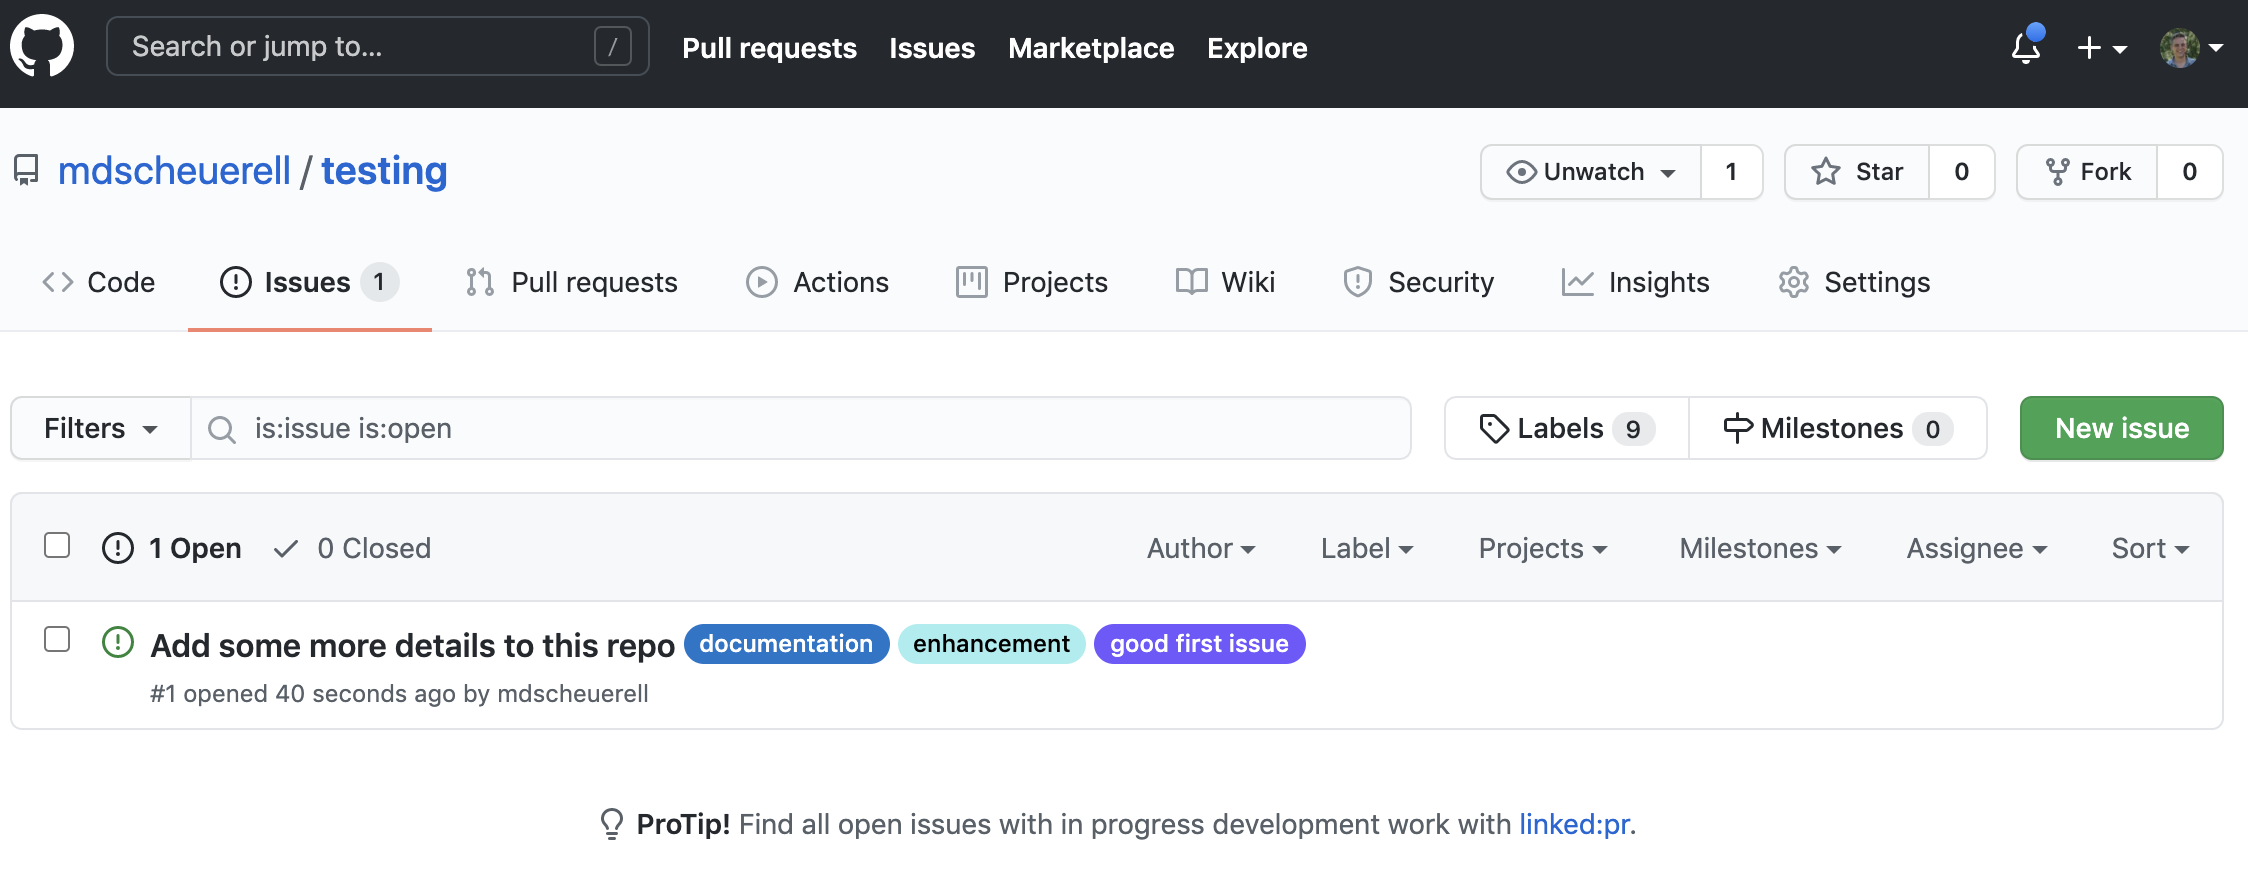 Search or jump to... / Pull requests Issues Marketplace Explore
mdscheuerell / testing Unwatch 1 Star 0 Fork 0
Code Issues 1 Pull requests Actions Projects Wiki Security Insights Settings
Filters is:issue is:open Labels 9 Milestones 0 New issue
1 Open 0 Closed Author Label Projects Milestones Assignee Sort
Add some more details to this repo documentation enhancement good first issue
#1 opened 40 seconds ago by mdscheuerell
ProTip! Find all open issues with in progress development work with linked:pr.